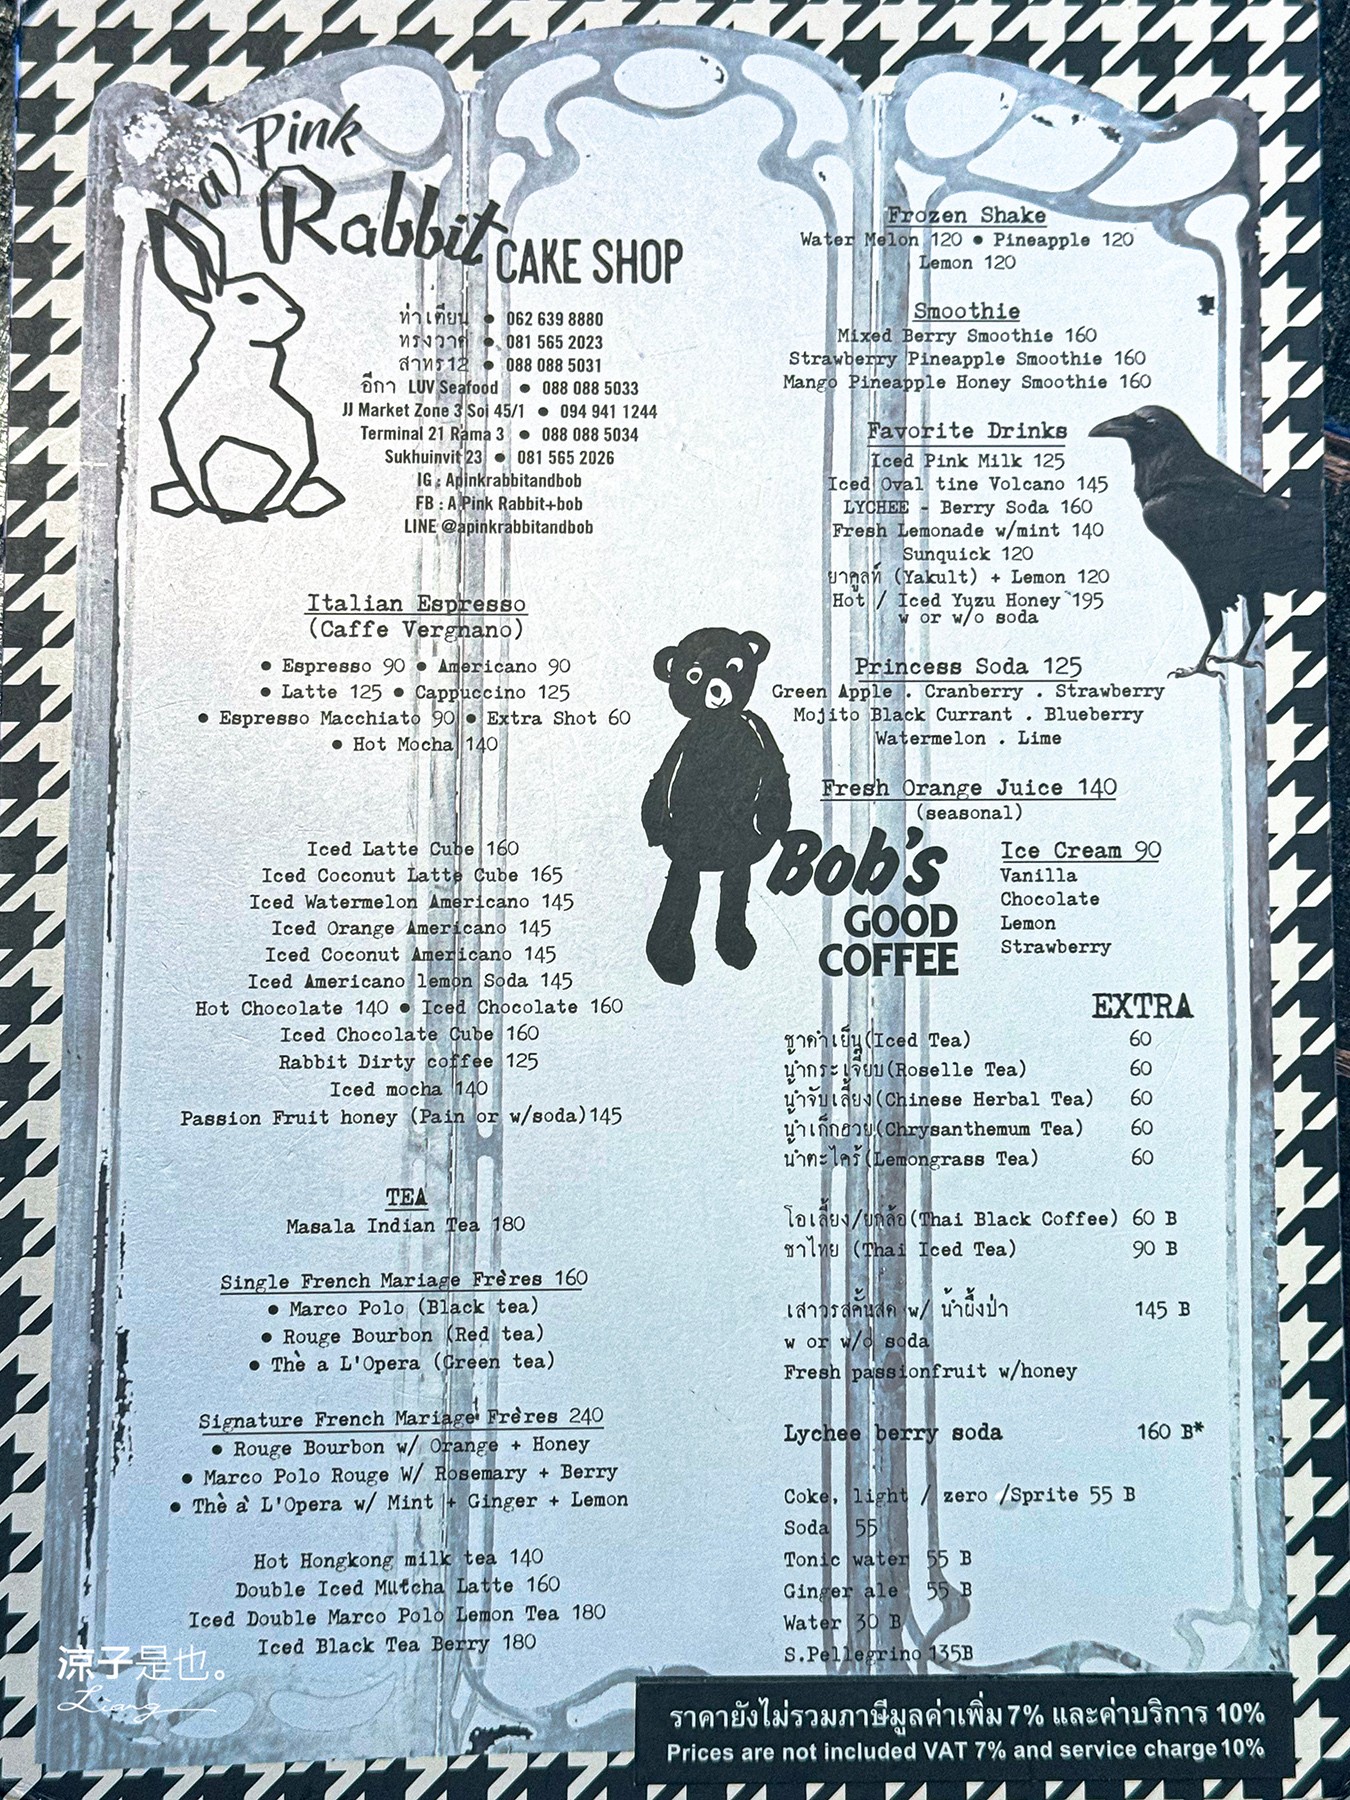 a) Pink
Rabbit CAKE SHOP
ท่าเตียน ● 062 639 8880
ทรงวาด ● 081 565 2023
สาทร12 ● 088 088 5031
อีกา LUV Seafood ● 088 088 5033
JJ Market Zone 3 Soi 45/1 ● 094 941 1244
Terminal 21 Rama 3 ● 088 088 5034
Sukhuinvit 23 ● 081 565 2026
IG : Apinkrabbitandbob
FB : A Pink Rabbit+bob
LINE @apinkrabbitandbob
Italian Espresso
(Caffe Vergnano)
● Espresso 90 ● Americano 90
● Latte 125 ● Cappuccino 125
● Espresso Macchiato 90 ● Extra Shot 60
● Hot Mocha 140
Iced Latte Cube 160
Iced Coconut Latte Cube 165
Iced Watermelon Americano 145
Iced Orange Americano 145
Iced Coconut Americano 145
Iced Americano lemon Soda 145
Hot Chocolate 140 ● Iced Chocolate 160
Iced Chocolate Cube 160
Rabbit Dirty coffee 125
Iced mocha 140
Passion Fruit honey (Pain or w/soda)145
TEA
Masala Indian Tea 180
Single French Mariage Frères 160
● Marco Polo (Black tea)
● Rouge Bourbon (Red tea)
● Thè a L'Opera (Green tea)
Signature French Mariage Frères 240
● Rouge Bourbon w/ Orange + Honey
● Marco Polo Rouge W/ Rosemary + Berry
● Thè à L'Opera w/ Mint + Ginger + Lemon
Hot Hongkong milk tea 140
Double Iced Mutcha Latte 160
Iced Double Marco Polo Lemon Tea 180
Iced Black Tea Berry 180
Frozen Shake
Water Melon 120 ● Pineapple 120
Lemon 120
Smoothie
Mixed Berry Smoothie 160
Strawberry Pineapple Smoothie 160
Mango Pineapple Honey Smoothie 160
Favorite Drinks
Iced Pink Milk 125
Iced Oval tine Volcano 145
LYCHEE - Berry Soda 160
Fresh Lemonade w/mint 140
Sunquick 120
ยาคูลท์ (Yakult) + Lemon 120
Hot / Iced Yuzu Honey 195
w or w/o soda
Princess Soda 125
Green Apple . Cranberry . Strawberry
Mojito Black Currant . Blueberry
Watermelon . Lime
Fresh Orange Juice 140
(seasonal)
Bob's
GOOD
COFFEE
Ice Cream 90
Vanilla
Chocolate
Lemon
Strawberry
EXTRA
ชาดำเย็น(Iced Tea) 60
น้ำกระเจี๊ยบ(Roselle Tea) 60
น้ำจับเลี้ยง(Chinese Herbal Tea) 60
น้ำเก็กฮวย(Chrysanthemum Tea) 60
น้ำตะไคร้(Lemongrass Tea) 60
โอเลี้ยง/ยกล้อ(Thai Black Coffee) 60 B
ชาไทย (Thai Iced Tea) 90 B
เสาวรสคั้นสด w/ น้ำผึ้งป่า 145 B
w or w/o soda
Fresh passionfruit w/honey
Lychee berry soda 160 B*
Coke, light / zero /Sprite 55 B
Soda 55
Tonic water 55 B
Ginger ale 55 B
Water 30 B
S.Pellegrino 135B
ราคายังไม่รวมภาษีมูลค่าเพิ่ม 7% และค่าบริการ 10%
Prices are not included VAT 7% and service charge 10%
涼子是也。
Liang